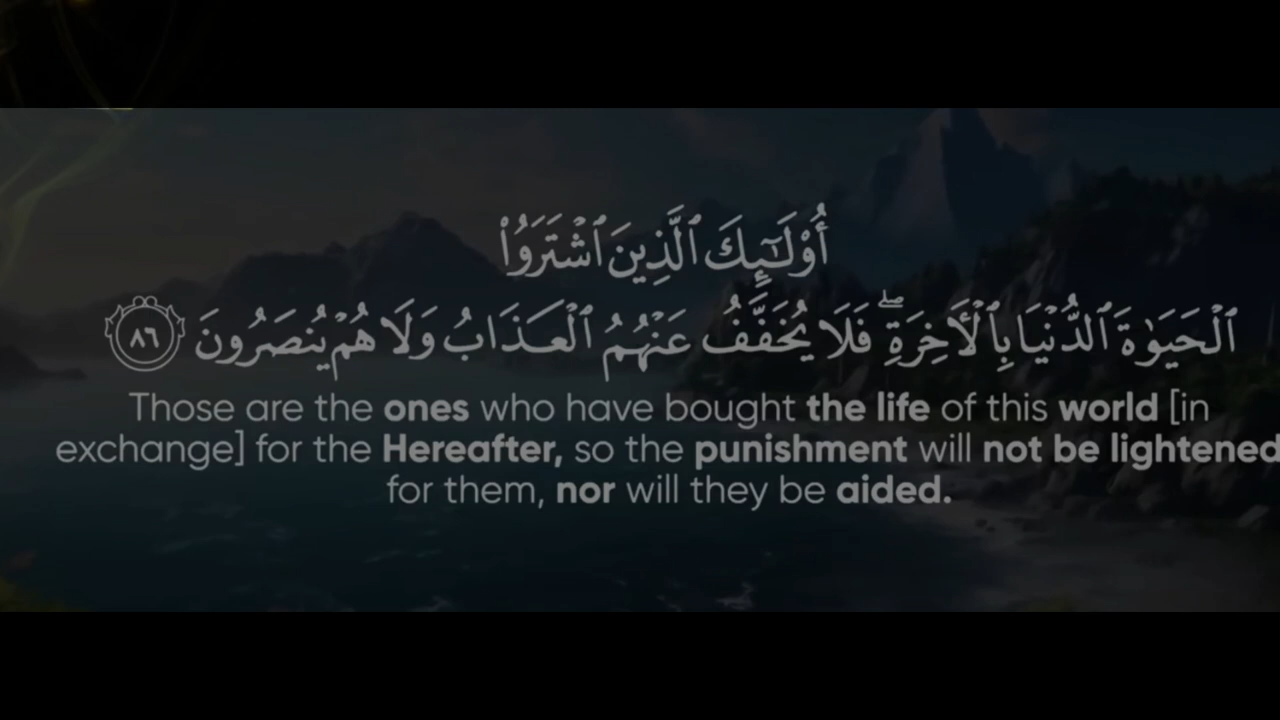 أُوْلَـٰٓئِكَ ٱلَّذِينَ ٱشْتَرَوُا۟
ٱلْحَيَوٰةَ ٱلدُّنْيَا بِٱلْأَخِرَةِ ۖ فَلَا يُخَفَّفُ عَنْهُمُ ٱلْعَذَابُ وَلَا هُمْ يُنصَرُونَ ٨٦
Those are the ones who have bought the life of this world [in
exchange] for the Hereafter, so the punishment will not be lightened
for them, nor will they be aided.